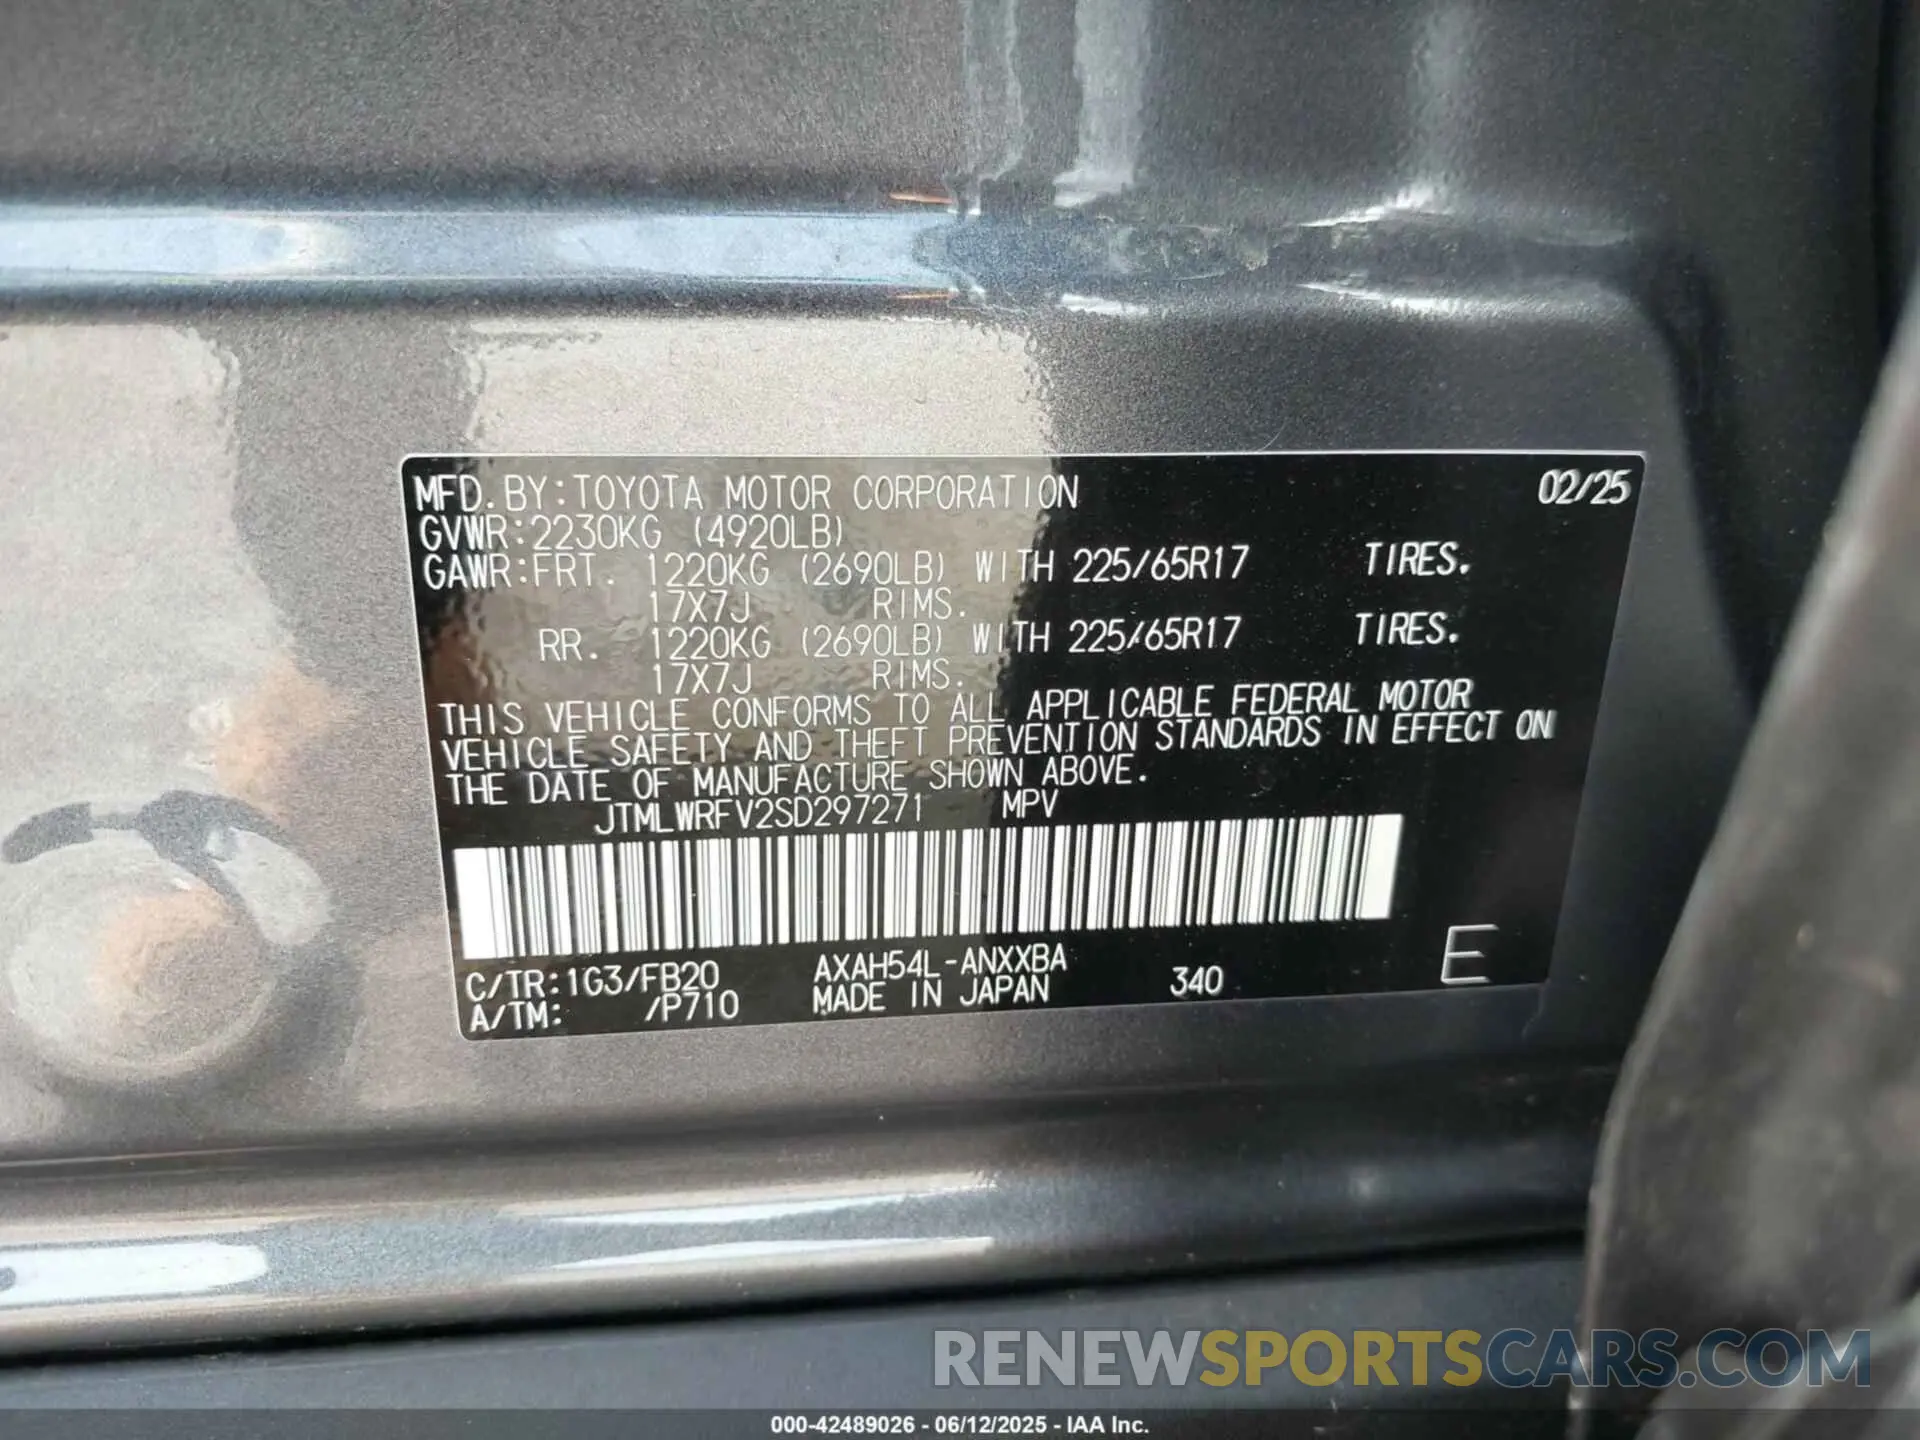 MFD. BY:TOYOTA MOTOR CORPORATION 02/25
GVWR:2230KG (4920LB)
GAWR:FRT. 1220KG (2690LB) WITH 225/65R17 TIRES.
17X7J RIMS.
RR. 1220KG (2690LB) WITH 225/65R17 TIRES.
17X7J RIMS.
THIS VEHICLE CONFORMS TO ALL APPLICABLE FEDERAL MOTOR
VEHICLE SAFETY AND THEFT PREVENTION STANDARDS IN EFFECT ON
THE DATE OF MANUFACTURE SHOWN ABOVE.
JTMLWRFV2SD297271 MPV
C/TR:1G3/FB20 AXAH54L-ANXXBA 340 E
A/TM: /P710 MADE IN JAPAN
RENEWSPORTSCARS.COM
000-42489026 - 06/12/2025 - IAA Inc.